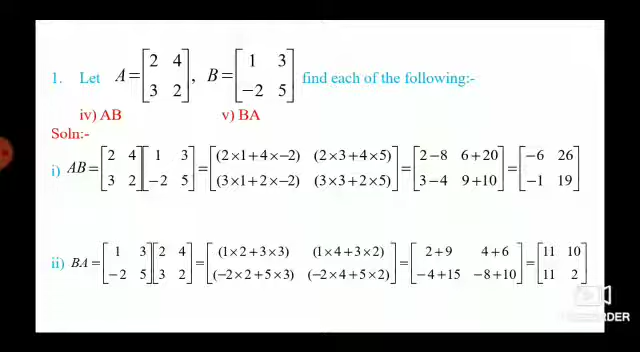 1. Let A=[2 4; 3 2], B=[1 3; −2 5] find each of the following:-
iv) AB v) BA
Soln:-
i) AB=[2 4; 3 2][1 3; −2 5]=[(2×1+4×−2) (2×3+4×5); (3×1+2×−2) (3×3+2×5)]=[2−8 6+20; 3−4 9+10]=[−6 26; −1 19]
ii) BA=[1 3; −2 5][2 4; 3 2]=[(1×2+3×3) (1×4+3×2); (−2×2+5×3) (−2×4+5×2)]=[2+9 4+6; −4+15 −8+10]=[11 10; 11 2]